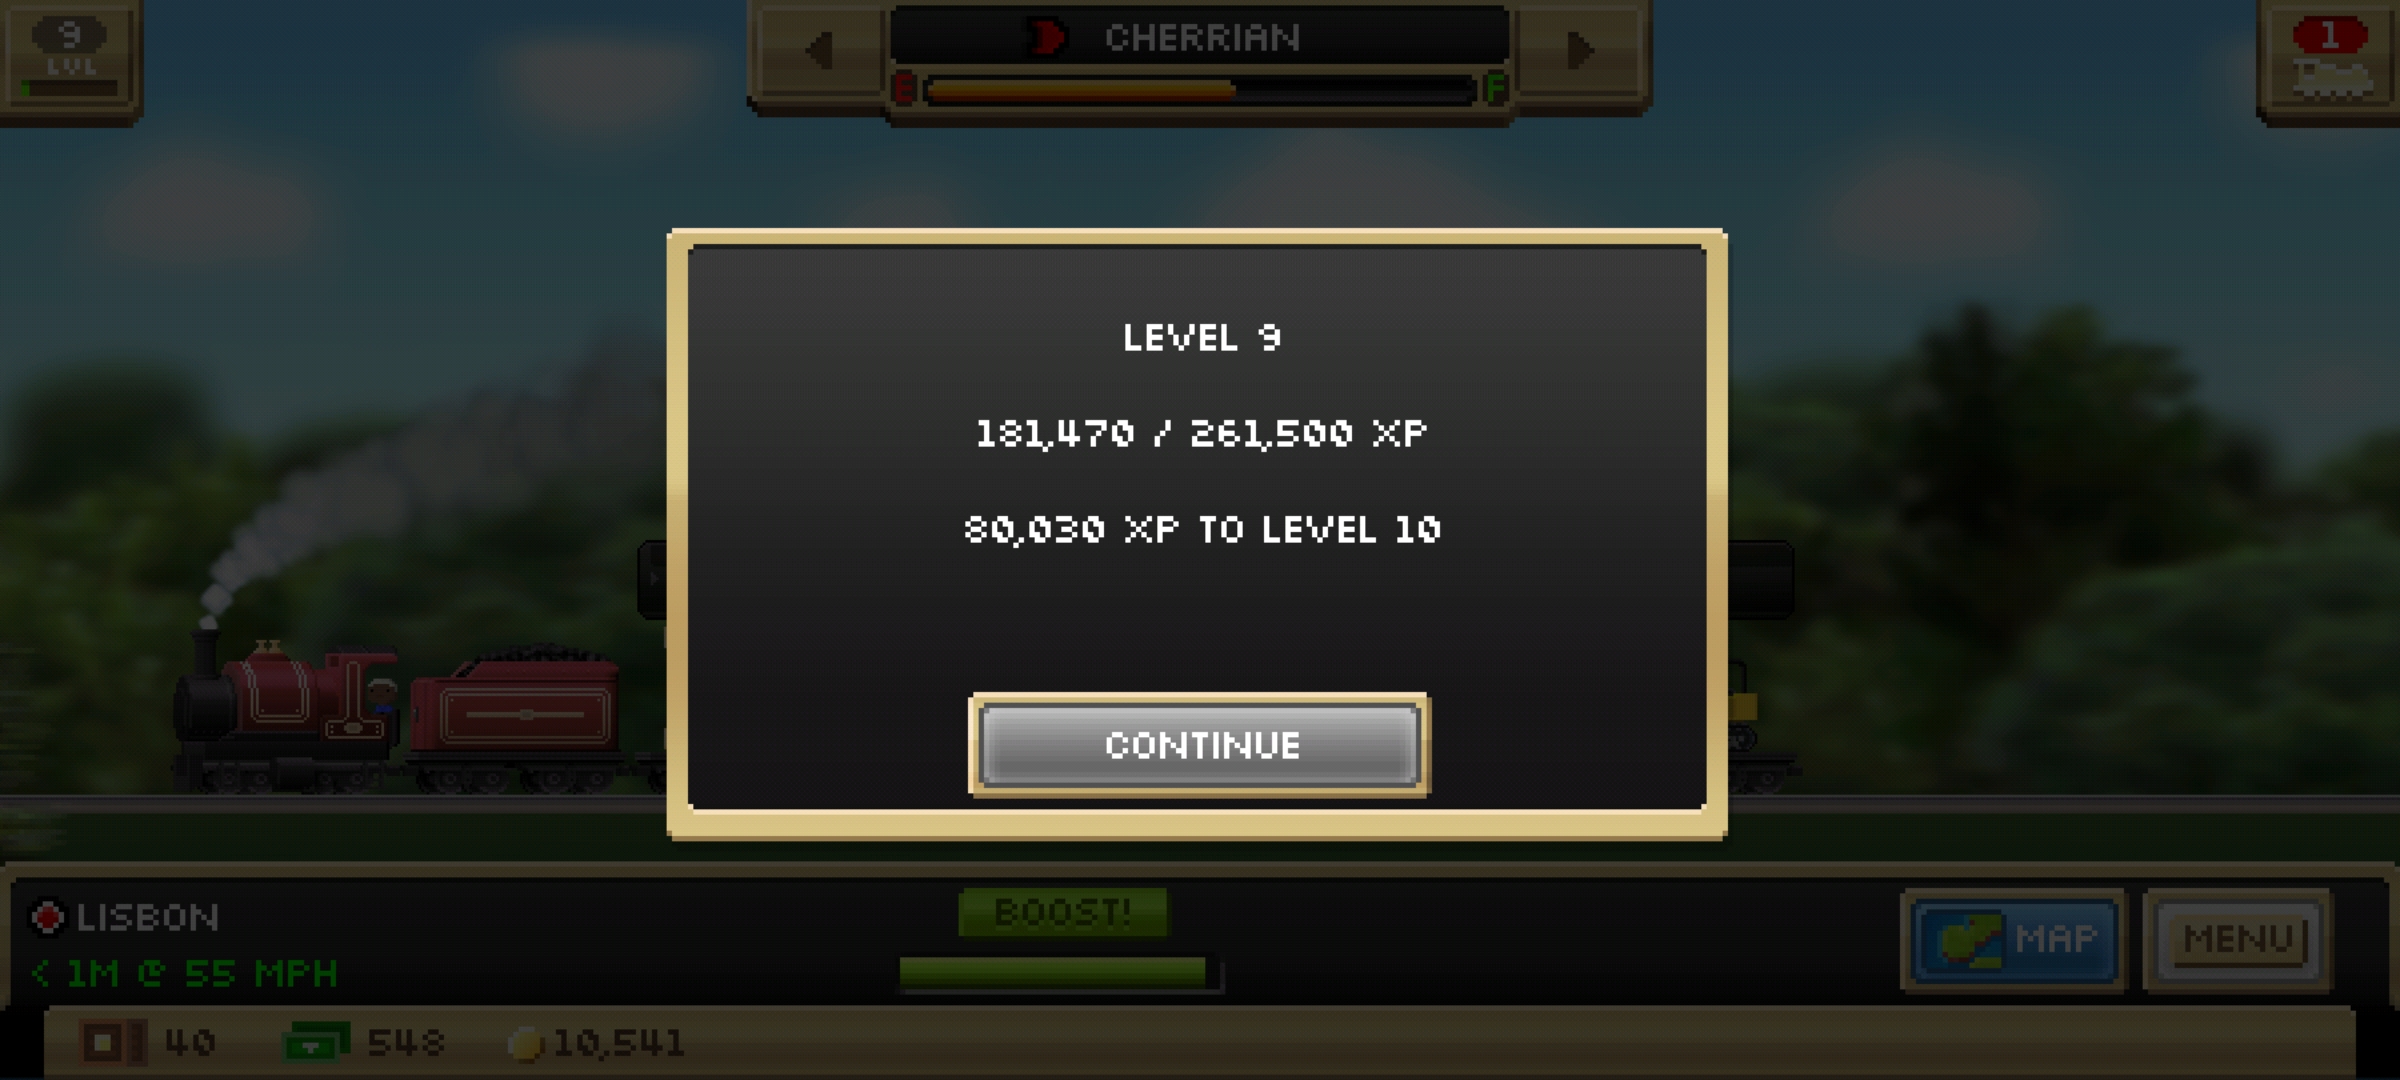 9
LVL
CHERRIAN
E
F
1
LEVEL 9
181,470 / 261,500 XP
80,030 XP TO LEVEL 10
CONTINUE
LISBON
BOOST!
MAP
MENU
< 1M @ 55 MPH
40
548
10,541